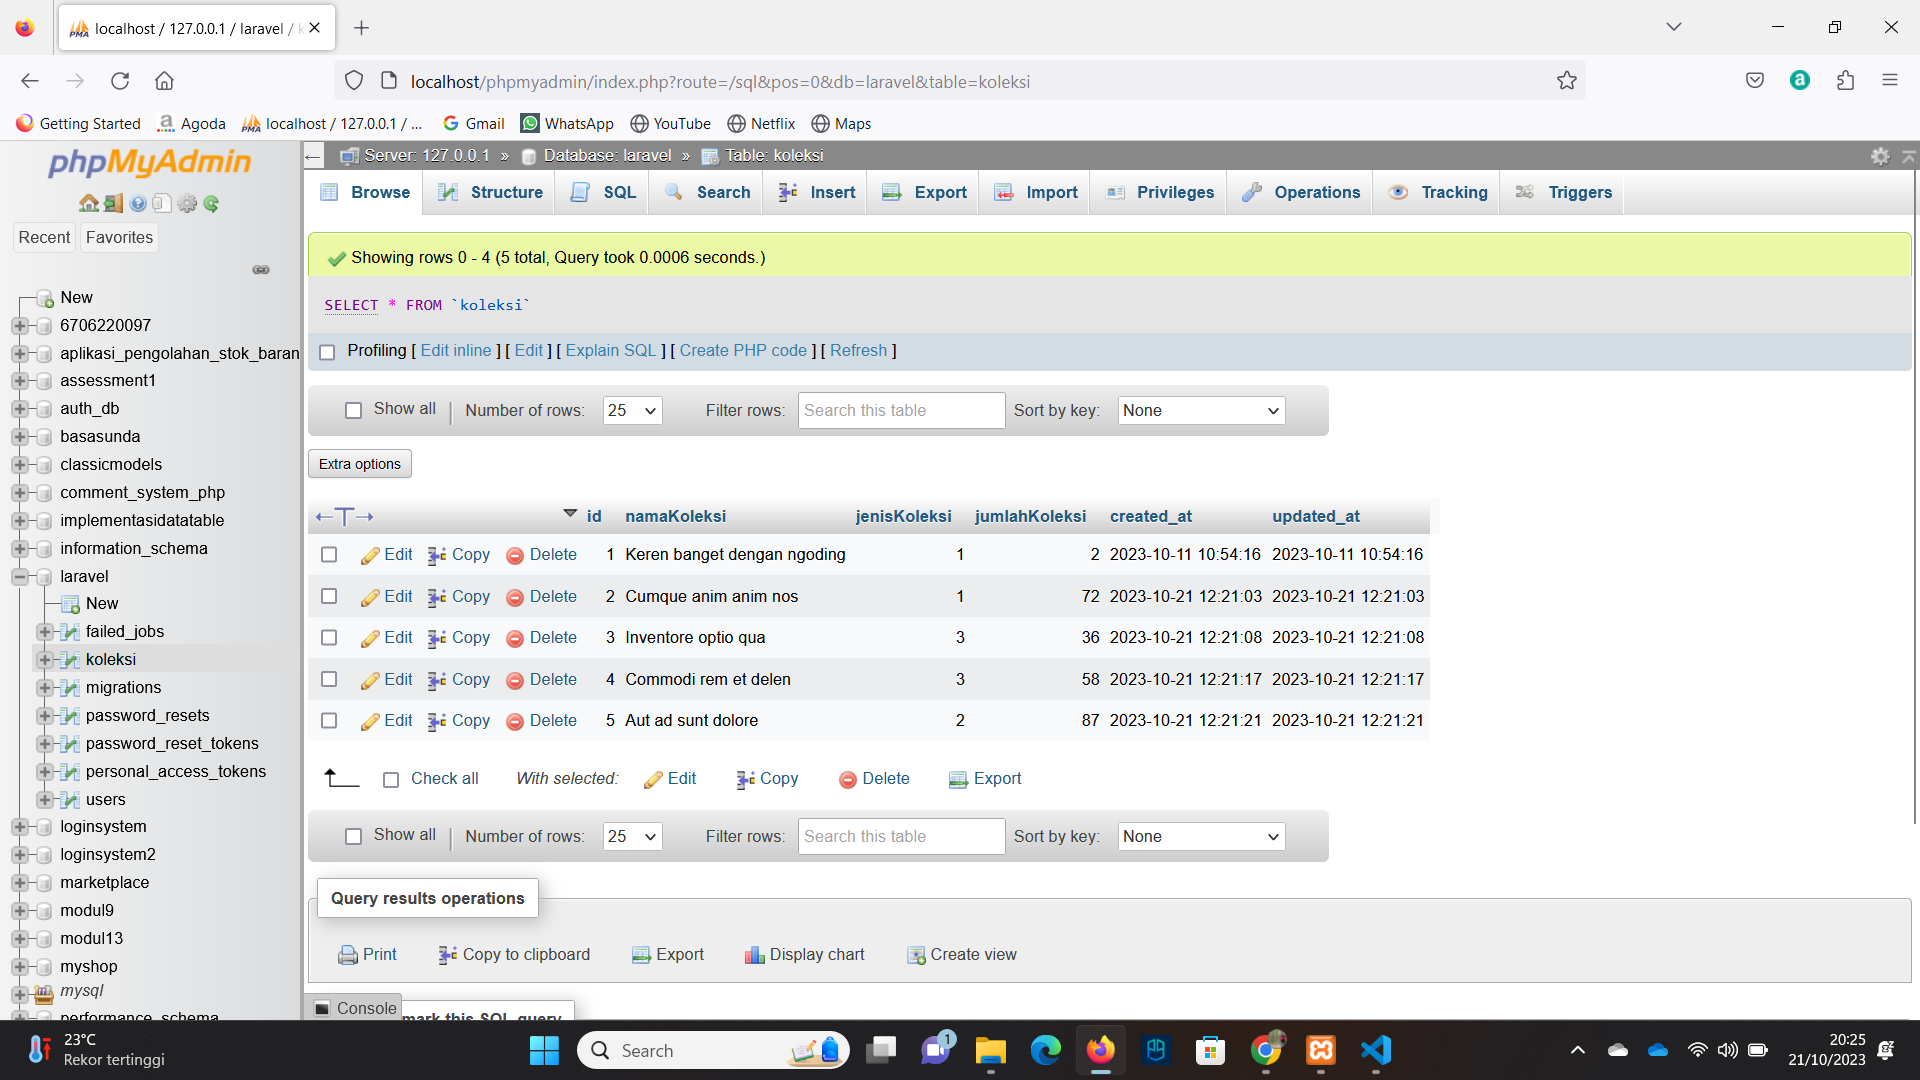 localhost / 127.0.0.1 / laravel / k
localhost/phpmyadmin/index.php?route=/sql&pos=0&db=laravel&table=koleksi
Getting Started
Agoda
localhost / 127.0.0.1 / ...
Gmail
WhatsApp
YouTube
Netflix
Maps
phpMyAdmin
Recent
Favorites
New
6706220097
aplikasi_pengolahan_stok_baran
assessment1
auth_db
basasunda
classicmodels
comment_system_php
implementasidatatable
information_schema
laravel
New
failed_jobs
koleksi
migrations
password_resets
password_reset_tokens
personal_access_tokens
users
loginsystem
loginsystem2
marketplace
modul9
modul13
myshop
mysql
performance_schema
Server: 127.0.0.1 » Database: laravel » Table: koleksi
Browse Structure SQL Search Insert Export Import Privileges Operations Tracking Triggers
Showing rows 0 - 4 (5 total, Query took 0.0006 seconds.)
SELECT * FROM `koleksi`
Profiling [ Edit inline ] [ Edit ] [ Explain SQL ] [ Create PHP code ] [ Refresh ]
Show all | Number of rows: 25 Filter rows: Search this table Sort by key: None
Extra options
id namaKoleksi jenisKoleksi jumlahKoleksi created_at updated_at
Edit Copy Delete 1 Keren banget dengan ngoding 1 2 2023-10-11 10:54:16 2023-10-11 10:54:16
Edit Copy Delete 2 Cumque anim anim nos 1 72 2023-10-21 12:21:03 2023-10-21 12:21:03
Edit Copy Delete 3 Inventore optio qua 3 36 2023-10-21 12:21:08 2023-10-21 12:21:08
Edit Copy Delete 4 Commodi rem et delen 3 58 2023-10-21 12:21:17 2023-10-21 12:21:17
Edit Copy Delete 5 Aut ad sunt dolore 2 87 2023-10-21 12:21:21 2023-10-21 12:21:21
Check all With selected: Edit Copy Delete Export
Show all | Number of rows: 25 Filter rows: Search this table Sort by key: None
Query results operations
Print Copy to clipboard Export Display chart Create view
Console
mark this SQL query
23°C
Rekor tertinggi
Search
1
20:25
21/10/2023